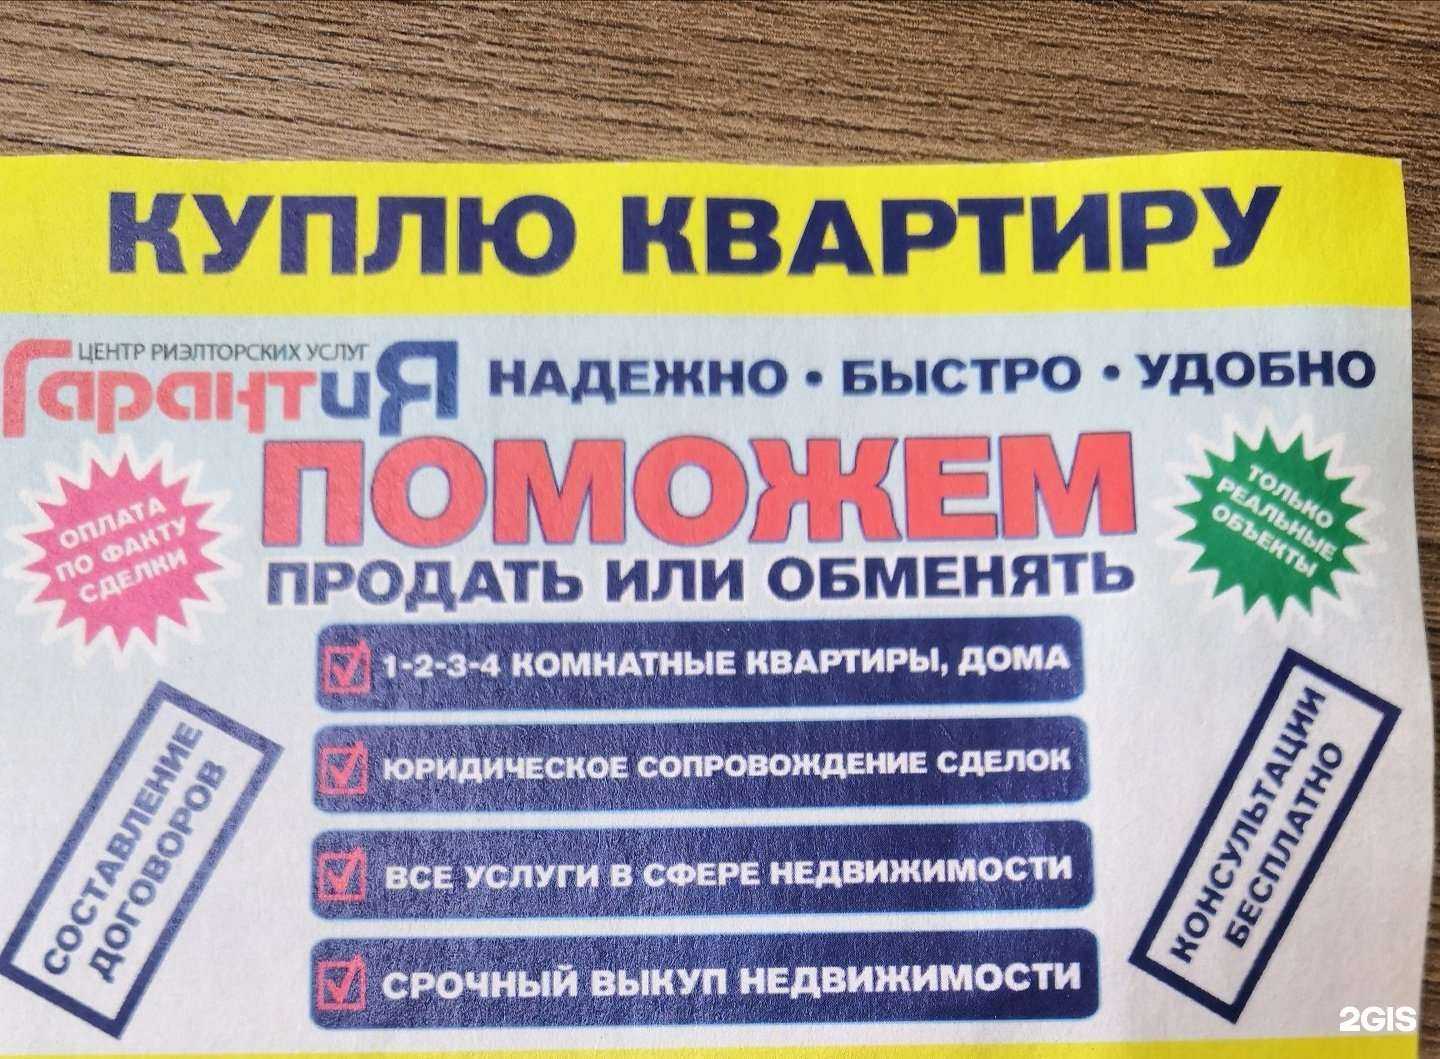 КУПЛЮ КВАРТИРУ
ЦЕНТР РИЭЛТОРСКИХ УСЛУГ
ГарантиЯ
НАДЕЖНО • БЫСТРО • УДОБНО
ПОМОЖЕМ
ПРОДАТЬ ИЛИ ОБМЕНЯТЬ
ОПЛАТА
ПО ФАКТУ
СДЕЛКИ
ТОЛЬКО
РЕАЛЬНЫЕ
ОБЪЕКТЫ
1-2-3-4 КОМНАТНЫЕ КВАРТИРЫ, ДОМА
ЮРИДИЧЕСКОЕ СОПРОВОЖДЕНИЕ СДЕЛОК
ВСЕ УСЛУГИ В СФЕРЕ НЕДВИЖИМОСТИ
СРОЧНЫЙ ВЫКУП НЕДВИЖИМОСТИ
СОСТАВЛЕНИЕ
ДОГОВОРОВ
КОНСУЛЬТАЦИИ
БЕСПЛАТНО
2GIS